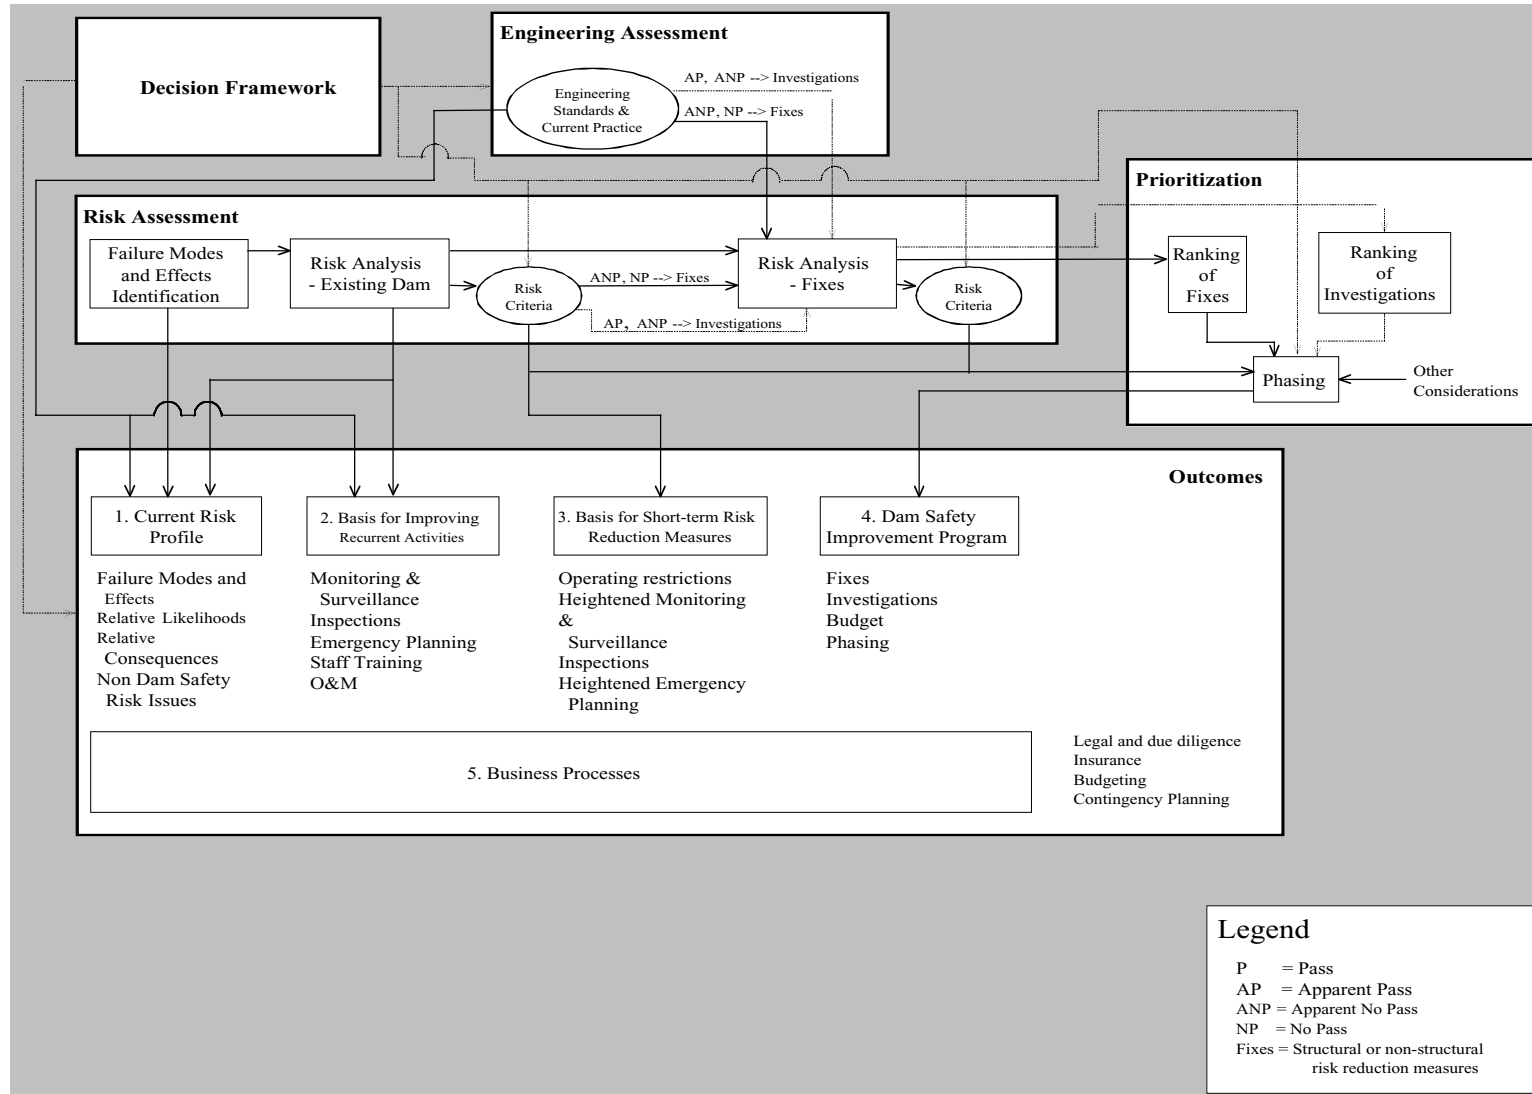 Decision Framework
Engineering Assessment
Engineering
Standards &
Current Practice
AP, ANP --> Investigations
ANP, NP --> Fixes
Risk Assessment
Failure Modes
and Effects
Identification
Risk Analysis
- Existing Dam
Risk
Criteria
ANP, NP --> Fixes
AP, ANP --> Investigations
Risk Analysis
- Fixes
Risk
Criteria
Prioritization
Ranking
of
Fixes
Ranking
of
Investigations
Phasing
Other
Considerations
Outcomes
1. Current Risk
Profile
Failure Modes and
Effects
Relative Likelihoods
Relative
Consequences
Non Dam Safety
Risk Issues
2. Basis for Improving
Recurrent Activities
Monitoring &
Surveillance
Inspections
Emergency Planning
Staff Training
O&M
3. Basis for Short-term Risk
Reduction Measures
Operating restrictions
Heightened Monitoring
&
Surveillance
Inspections
Heightened Emergency
Planning
4. Dam Safety
Improvement Program
Fixes
Investigations
Budget
Phasing
5. Business Processes
Legal and due diligence
Insurance
Budgeting
Contingency Planning
Legend
P = Pass
AP = Apparent Pass
ANP = Apparent No Pass
NP = No Pass
Fixes = Structural or non-structural
risk reduction measures